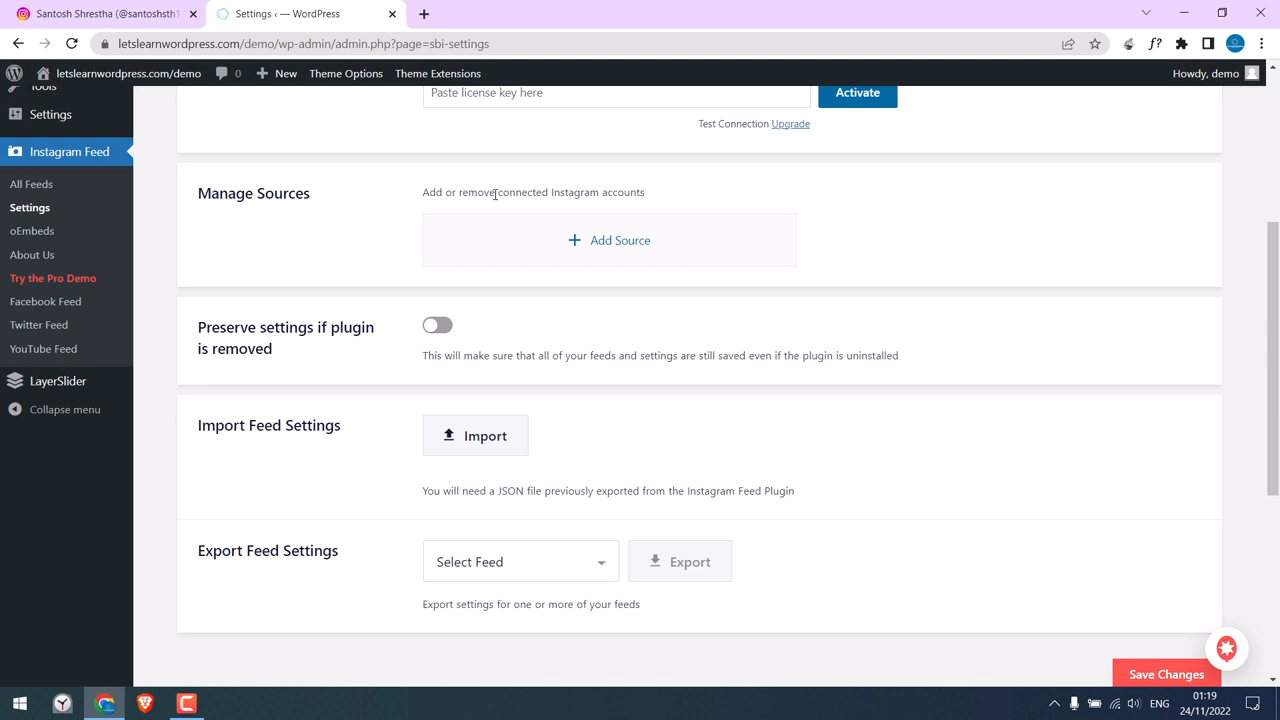 Santosh Shrestha (@santoshsth1
Settings ‹ — WordPress
letslearnwordpress.com/demo/wp-admin/admin.php?page=sbi-settings
letslearnwordpress.com/demo
0
New
Theme Options
Theme Extensions
Howdy, demo
Tools
Settings
Instagram Feed
All Feeds
Settings
oEmbeds
About Us
Try the Pro Demo
Facebook Feed
Twitter Feed
YouTube Feed
LayerSlider
Collapse menu
Paste license key here
Activate
Test Connection Upgrade
Manage Sources
Add or remove connected Instagram accounts
Add Source
Preserve settings if plugin
is removed
This will make sure that all of your feeds and settings are still saved even if the plugin is uninstalled
Import Feed Settings
Import
You will need a JSON file previously exported from the Instagram Feed Plugin
Export Feed Settings
Select Feed
Export
Export settings for one or more of your feeds
Save Changes
ENG
01:19
24/11/2022